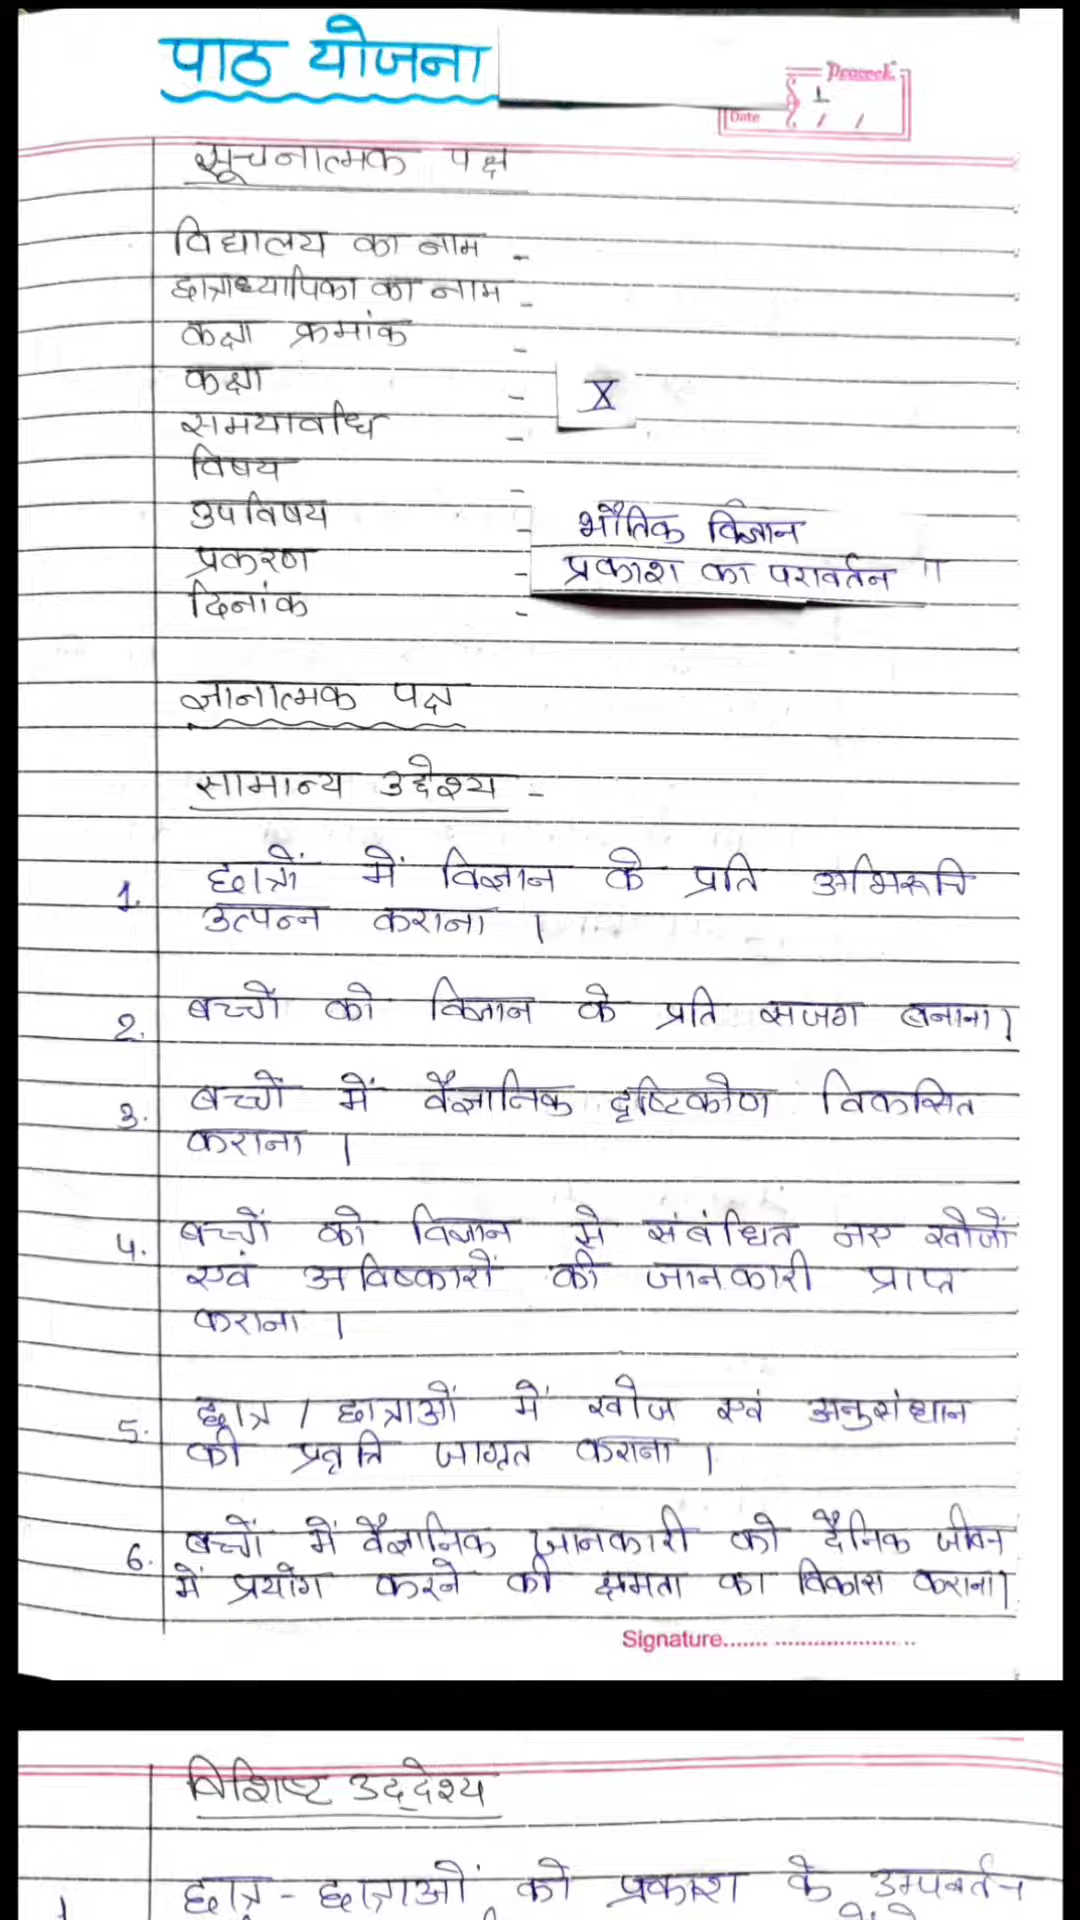 पाठ योजना
Proseek
1
Date / /
सूचनात्मक पक्ष
विद्यालय का नाम -
छात्राध्यापिका का नाम -
कक्षा क्रमांक -
कक्षा - X
समयावधि -
विषय -
उपविषय - भौतिक विज्ञान
प्रकरण - प्रकाश का परावर्तन "
दिनांक -
ज्ञानात्मक पक्ष
सामान्य उद्देश्य -
1. छात्रों में विज्ञान के प्रति अभिरूचि
उत्पन्न कराना ।
2. बच्चों को विज्ञान के प्रति सजग बनाना।
3. बच्चों में वैज्ञानिक दृष्टिकोण विकसित
कराना ।
4. बच्चों को विज्ञान से संबंधित नए खोजों
एवं अविष्कारों की जानकारी प्राप्त
कराना ।
5. छात्र / छात्राओं में खोज एवं अनुसंधान
की प्रवृत्ति जागृत कराना ।
6. बच्चों में वैज्ञानिक जानकारी को दैनिक जीवन
में प्रयोग करने की क्षमता का विकास कराना।
Signature...........................
विशिष्ट उद्देश्य
छात्र - छात्राओं को प्रकाश के